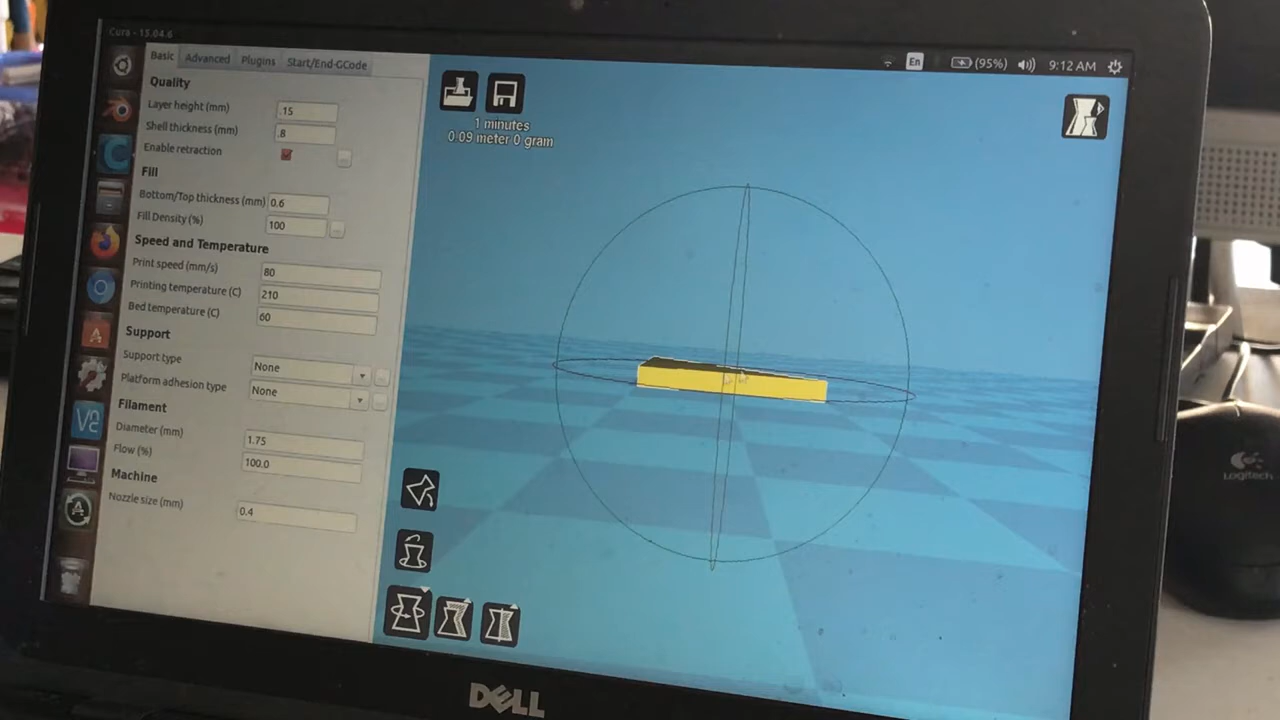 Cura - 15.04.6
En (95%) 9:12 AM
Basic Advanced Plugins Start/End-GCode
Quality
Layer height (mm) .15
Shell thickness (mm) .8
Enable retraction
Fill
Bottom/Top thickness (mm) 0.6
Fill Density (%) 100
Speed and Temperature
Print speed (mm/s) 80
Printing temperature (C) 210
Bed temperature (C) 60
Support
Support type None
Platform adhesion type None
Filament
Diameter (mm) 1.75
Flow (%) 100.0
Machine
Nozzle size (mm) 0.4
1 minutes
0.09 meter 0 gram
DELL
Logitech